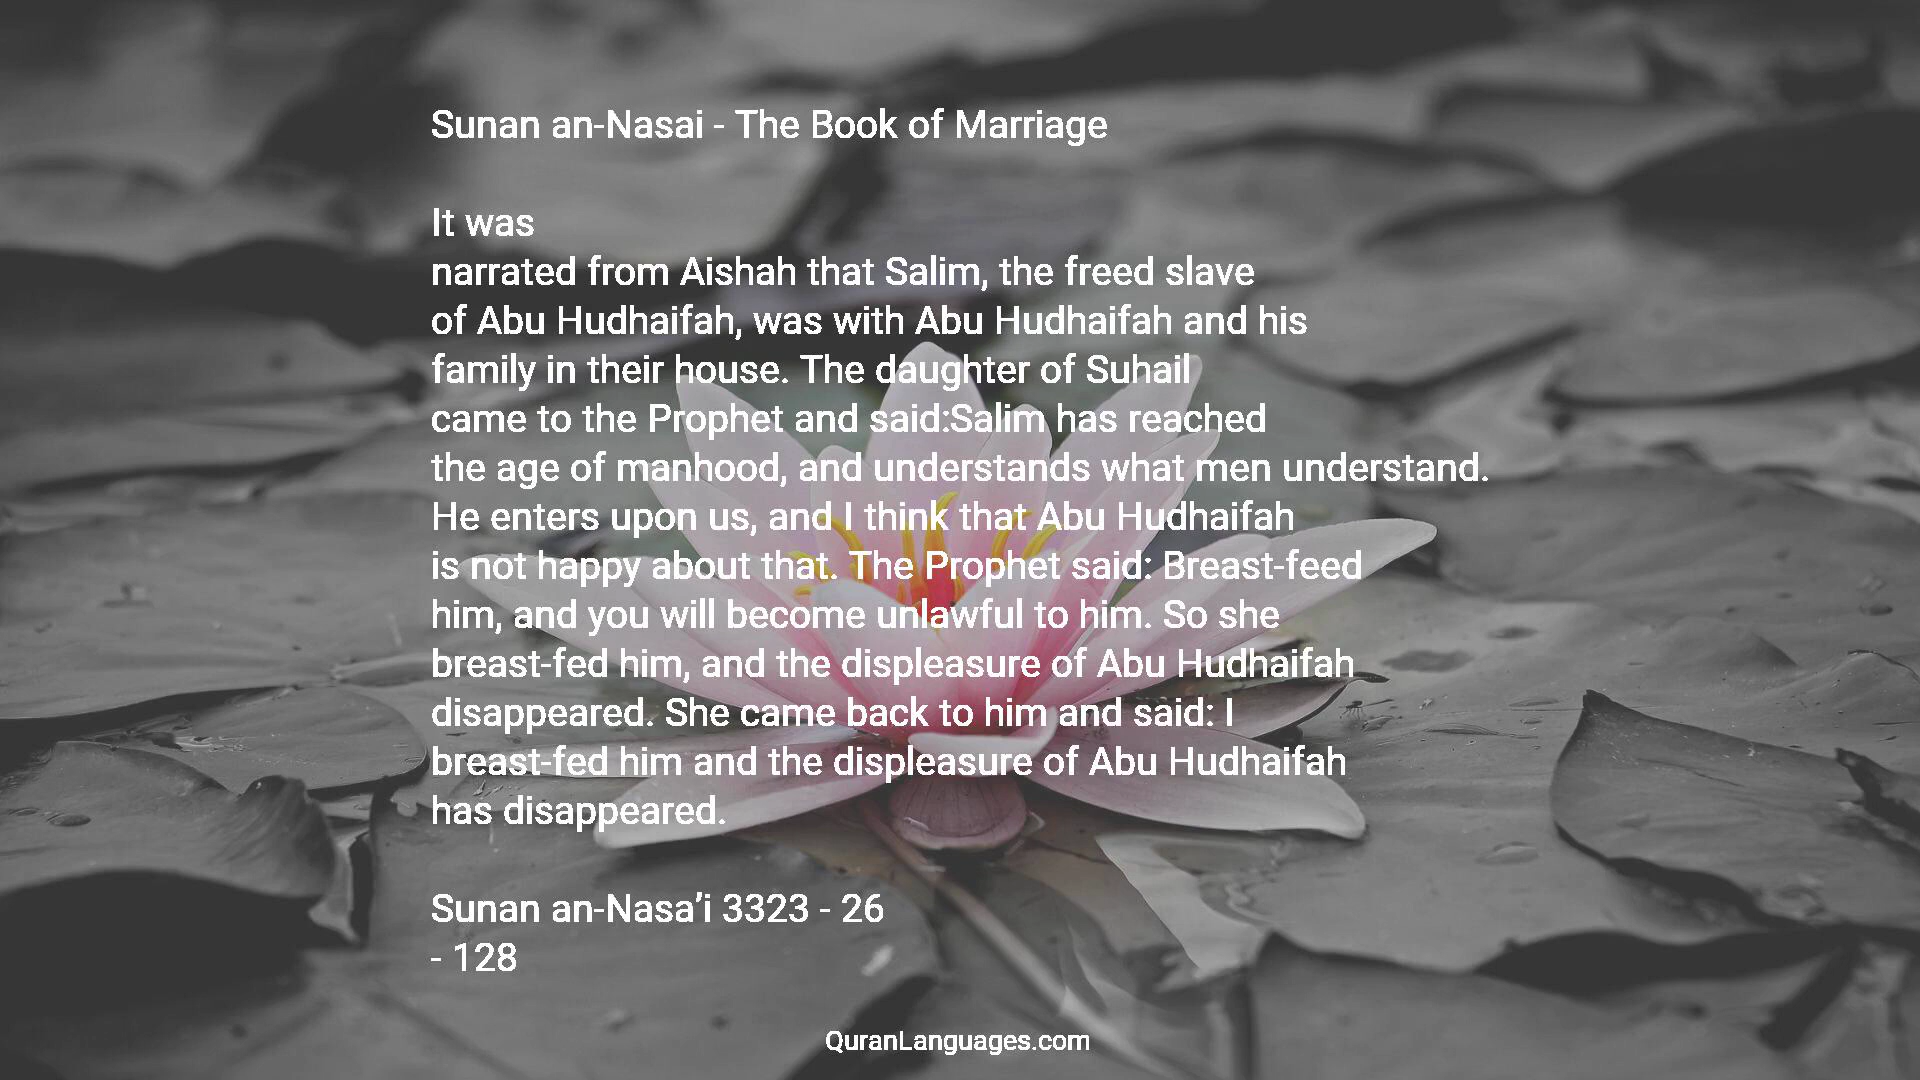 Sunan an-Nasai - The Book of Marriage
It was
narrated from Aishah that Salim, the freed slave
of Abu Hudhaifah, was with Abu Hudhaifah and his
family in their house. The daughter of Suhail
came to the Prophet and said:Salim has reached
the age of manhood, and understands what men understand.
He enters upon us, and I think that Abu Hudhaifah
is not happy about that. The Prophet said: Breast-feed
him, and you will become unlawful to him. So she
breast-fed him, and the displeasure of Abu Hudhaifah
disappeared. She came back to him and said: I
breast-fed him and the displeasure of Abu Hudhaifah
has disappeared.
Sunan an-Nasa’i 3323 - 26
- 128
QuranLanguages.com